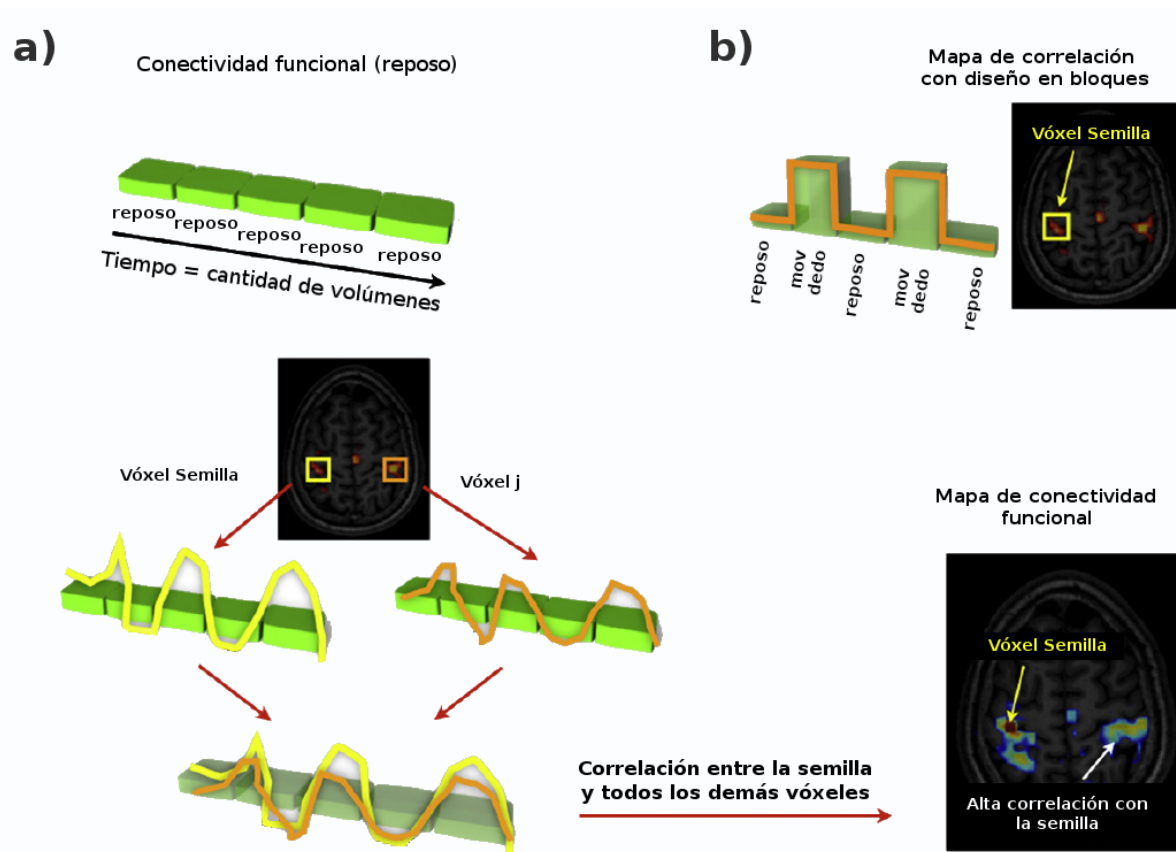 a)
Conectividad funcional (reposo)
reposo
reposo
reposo
reposo
reposo
Tiempo = cantidad de volúmenes
Vóxel Semilla
Vóxel j
Correlación entre la semilla
y todos los demás vóxeles
b)
Mapa de correlación
con diseño en bloques
Vóxel Semilla
reposo
mov
dedo
reposo
mov
dedo
reposo
Mapa de conectividad
funcional
Vóxel Semilla
Alta correlación con
la semilla